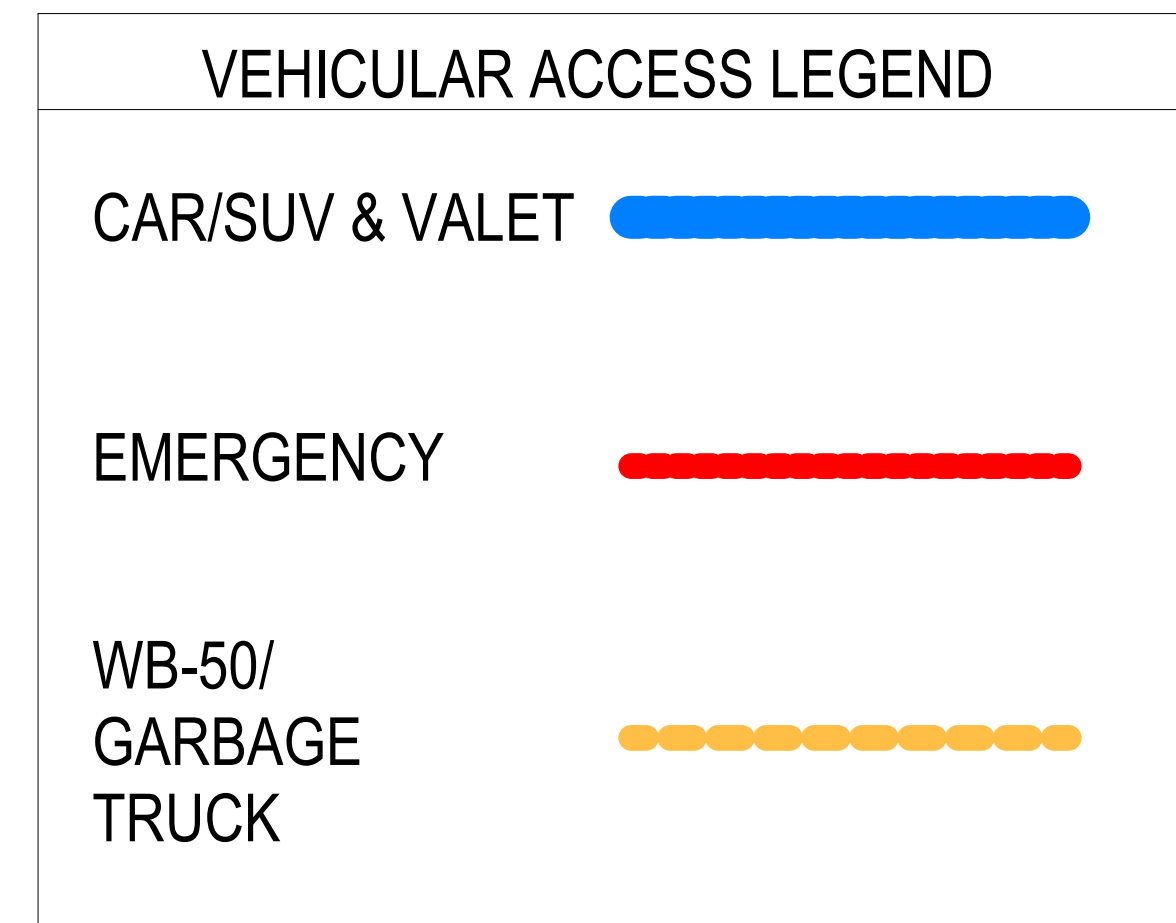 VEHICULAR ACCESS LEGEND
CAR/SUV & VALET
EMERGENCY
WB-50/
GARBAGE
TRUCK